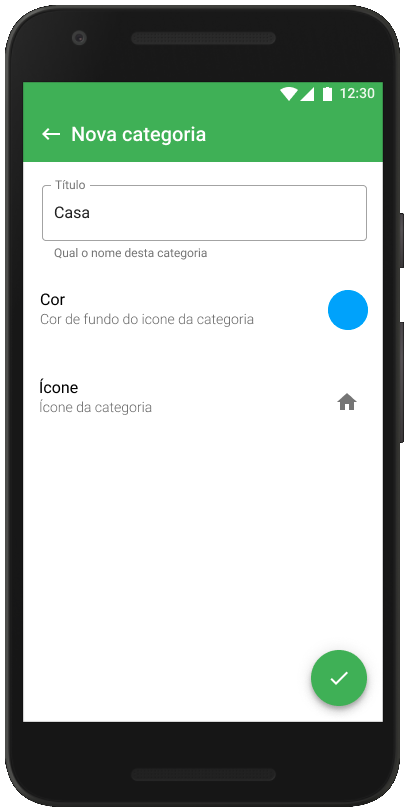 12:30
Nova categoria
Título
Casa
Qual o nome desta categoria
Cor
Cor de fundo do icone da categoria
Ícone
Ícone da categoria